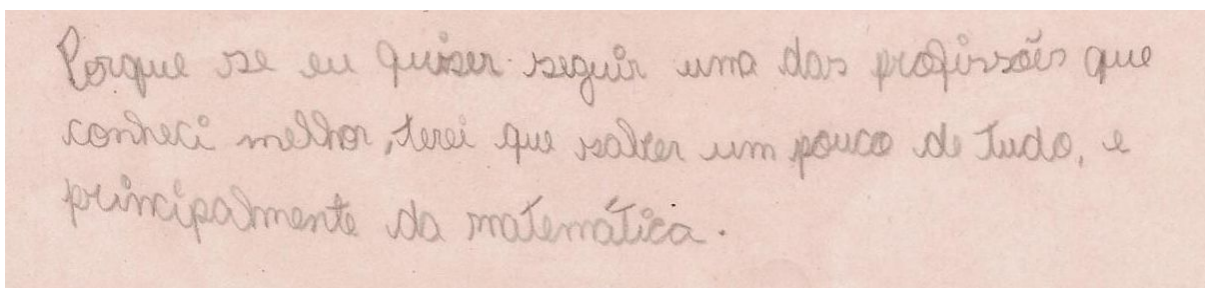 Porque se eu quiser seguir uma das profissões que
conheci melhor, terei que saber um pouco de tudo, e
principalmente da matemática.